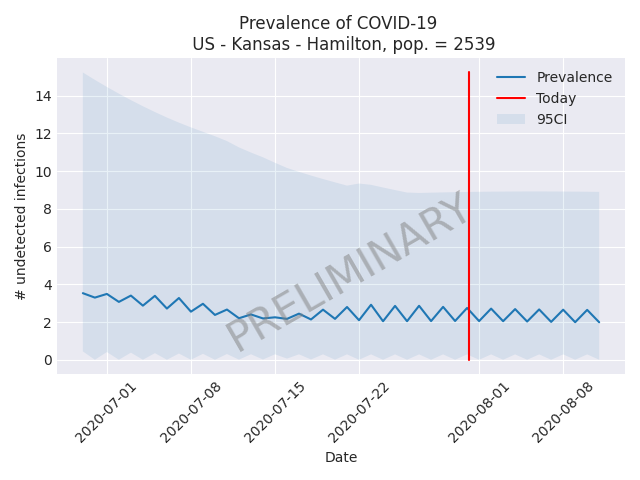 Prevalence of COVID-19
US - Kansas - Hamilton, pop. = 2539
Prevalence
Today
95CI
PRELIMINARY
# undetected infections
14
12
10
8
6
4
2
0
2020-07-01
2020-07-08
2020-07-15
2020-07-22
2020-08-01
2020-08-08
Date